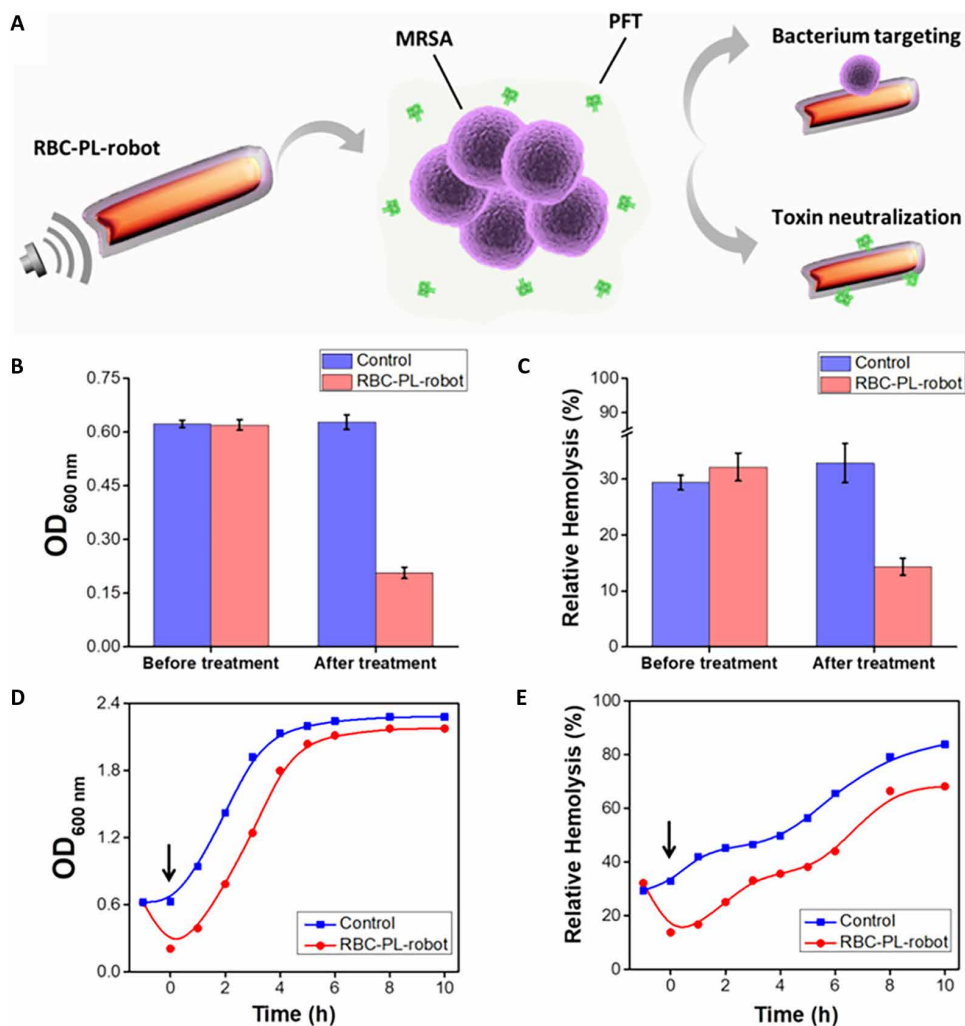 A
MRSA
PFT
Bacterium targeting
RBC-PL-robot
Toxin neutralization
B
Control
RBC-PL-robot
OD600 nm
0.75
0.60
0.45
0.30
0.15
0.00
Before treatment
After treatment
C
Control
RBC-PL-robot
Relative Hemolysis (%)
100
90
30
20
10
0
Before treatment
After treatment
D
OD600 nm
2.4
1.8
1.2
0.6
0.0
Control
RBC-PL-robot
0 2 4 6 8 10
Time (h)
E
Relative Hemolysis (%)
100
80
60
40
20
0
Control
RBC-PL-robot
0 2 4 6 8 10
Time (h)